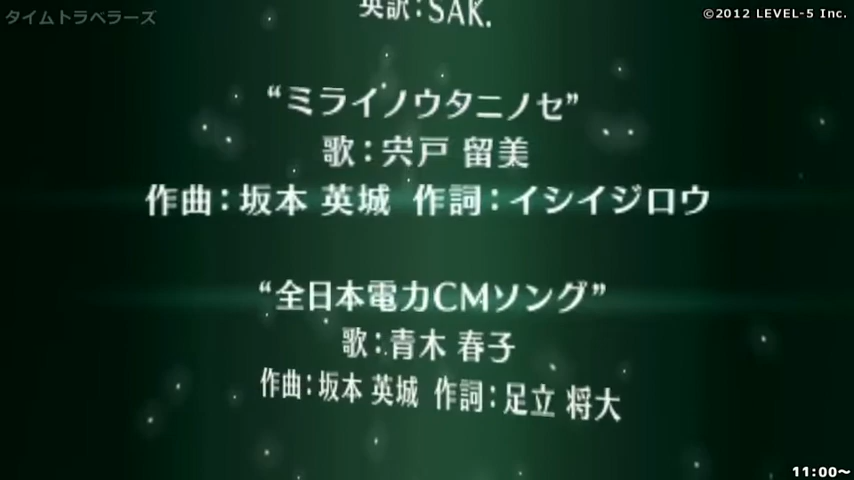 タイムトラベラーズ
©2012 LEVEL-5 Inc.
英訳：SAK.
“ミライノウタニノセ”
歌：宍戸 留美
作曲：坂本 英城 作詞：イシイジロウ
“全日本電力CMソング”
歌：青木 春子
作曲：坂本 英城 作詞：足立 将大
11:00～